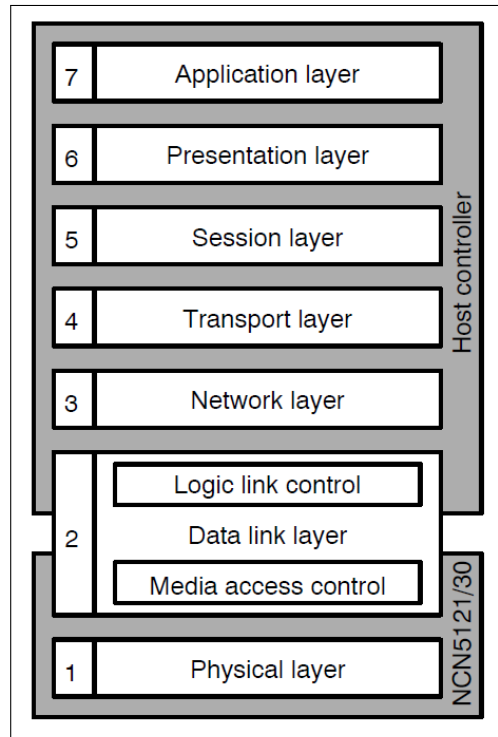 7 Application layer
6 Presentation layer
5 Session layer
4 Transport layer
3 Network layer
Host controller
Logic link control
2 Data link layer
Media access control
1 Physical layer
NCN5121/30